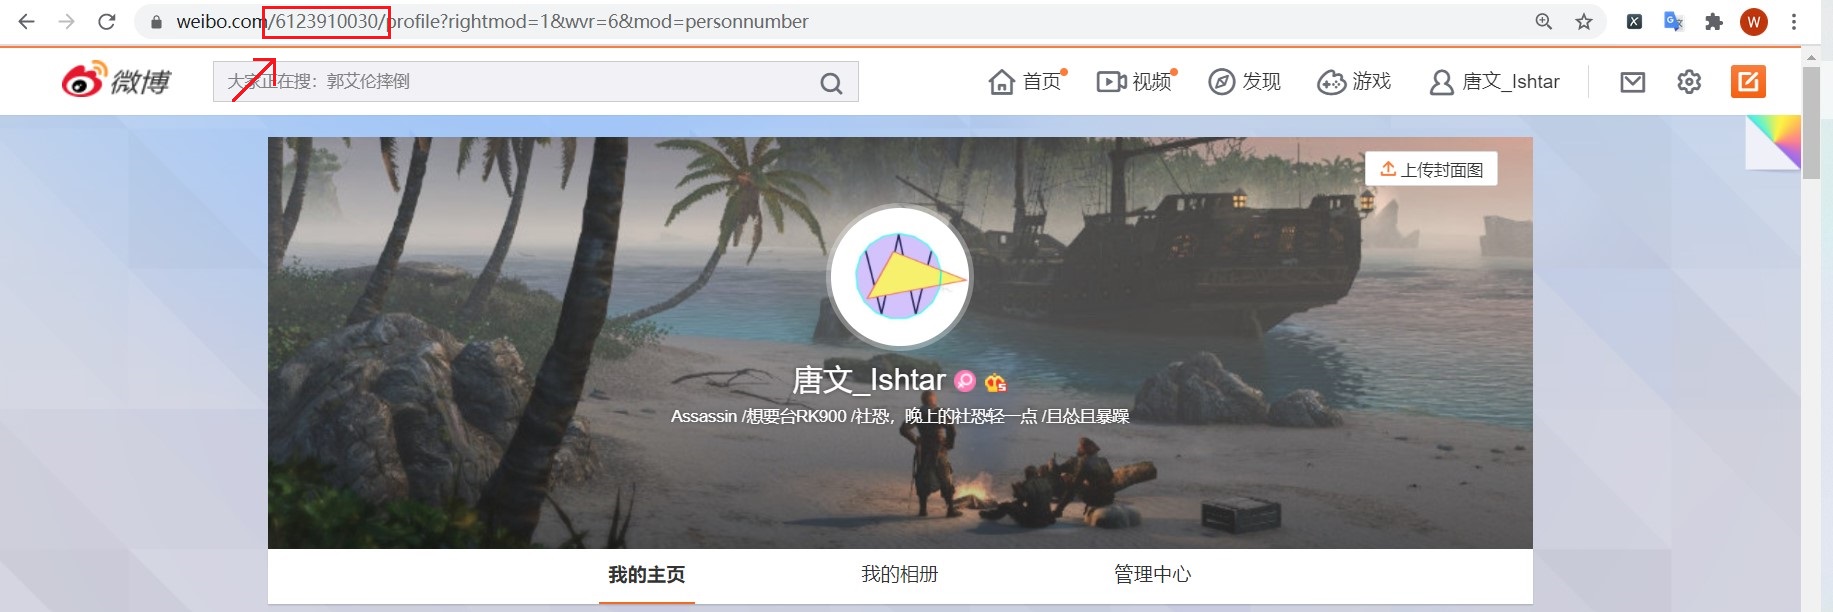 weibo.com/6123910030/profile?rightmod=1&wvr=6&mod=personnumber
W
微博
大家正在搜：郭艾伦摔倒
首页
视频
发现
游戏
唐文_Ishtar
上传封面图
唐文_Ishtar
5
Assassin /想要台RK900 /社恐，晚上的社恐轻一点 /且怂且暴躁
我的主页
我的相册
管理中心